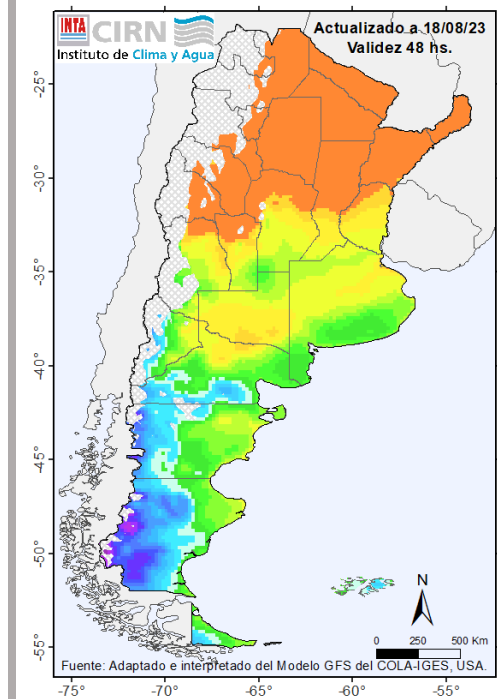 INTA CIRN
Instituto de Clima y Agua
Actualizado a 18/08/23
Validez 48 hs.
-25°
-30°
-35°
-40°
-45°
-50°
-55°
N
0 250 500 Km
Fuente: Adaptado e interpretado del Modelo GFS del COLA-IGES, USA.
-75° -70° -65° -60° -55°